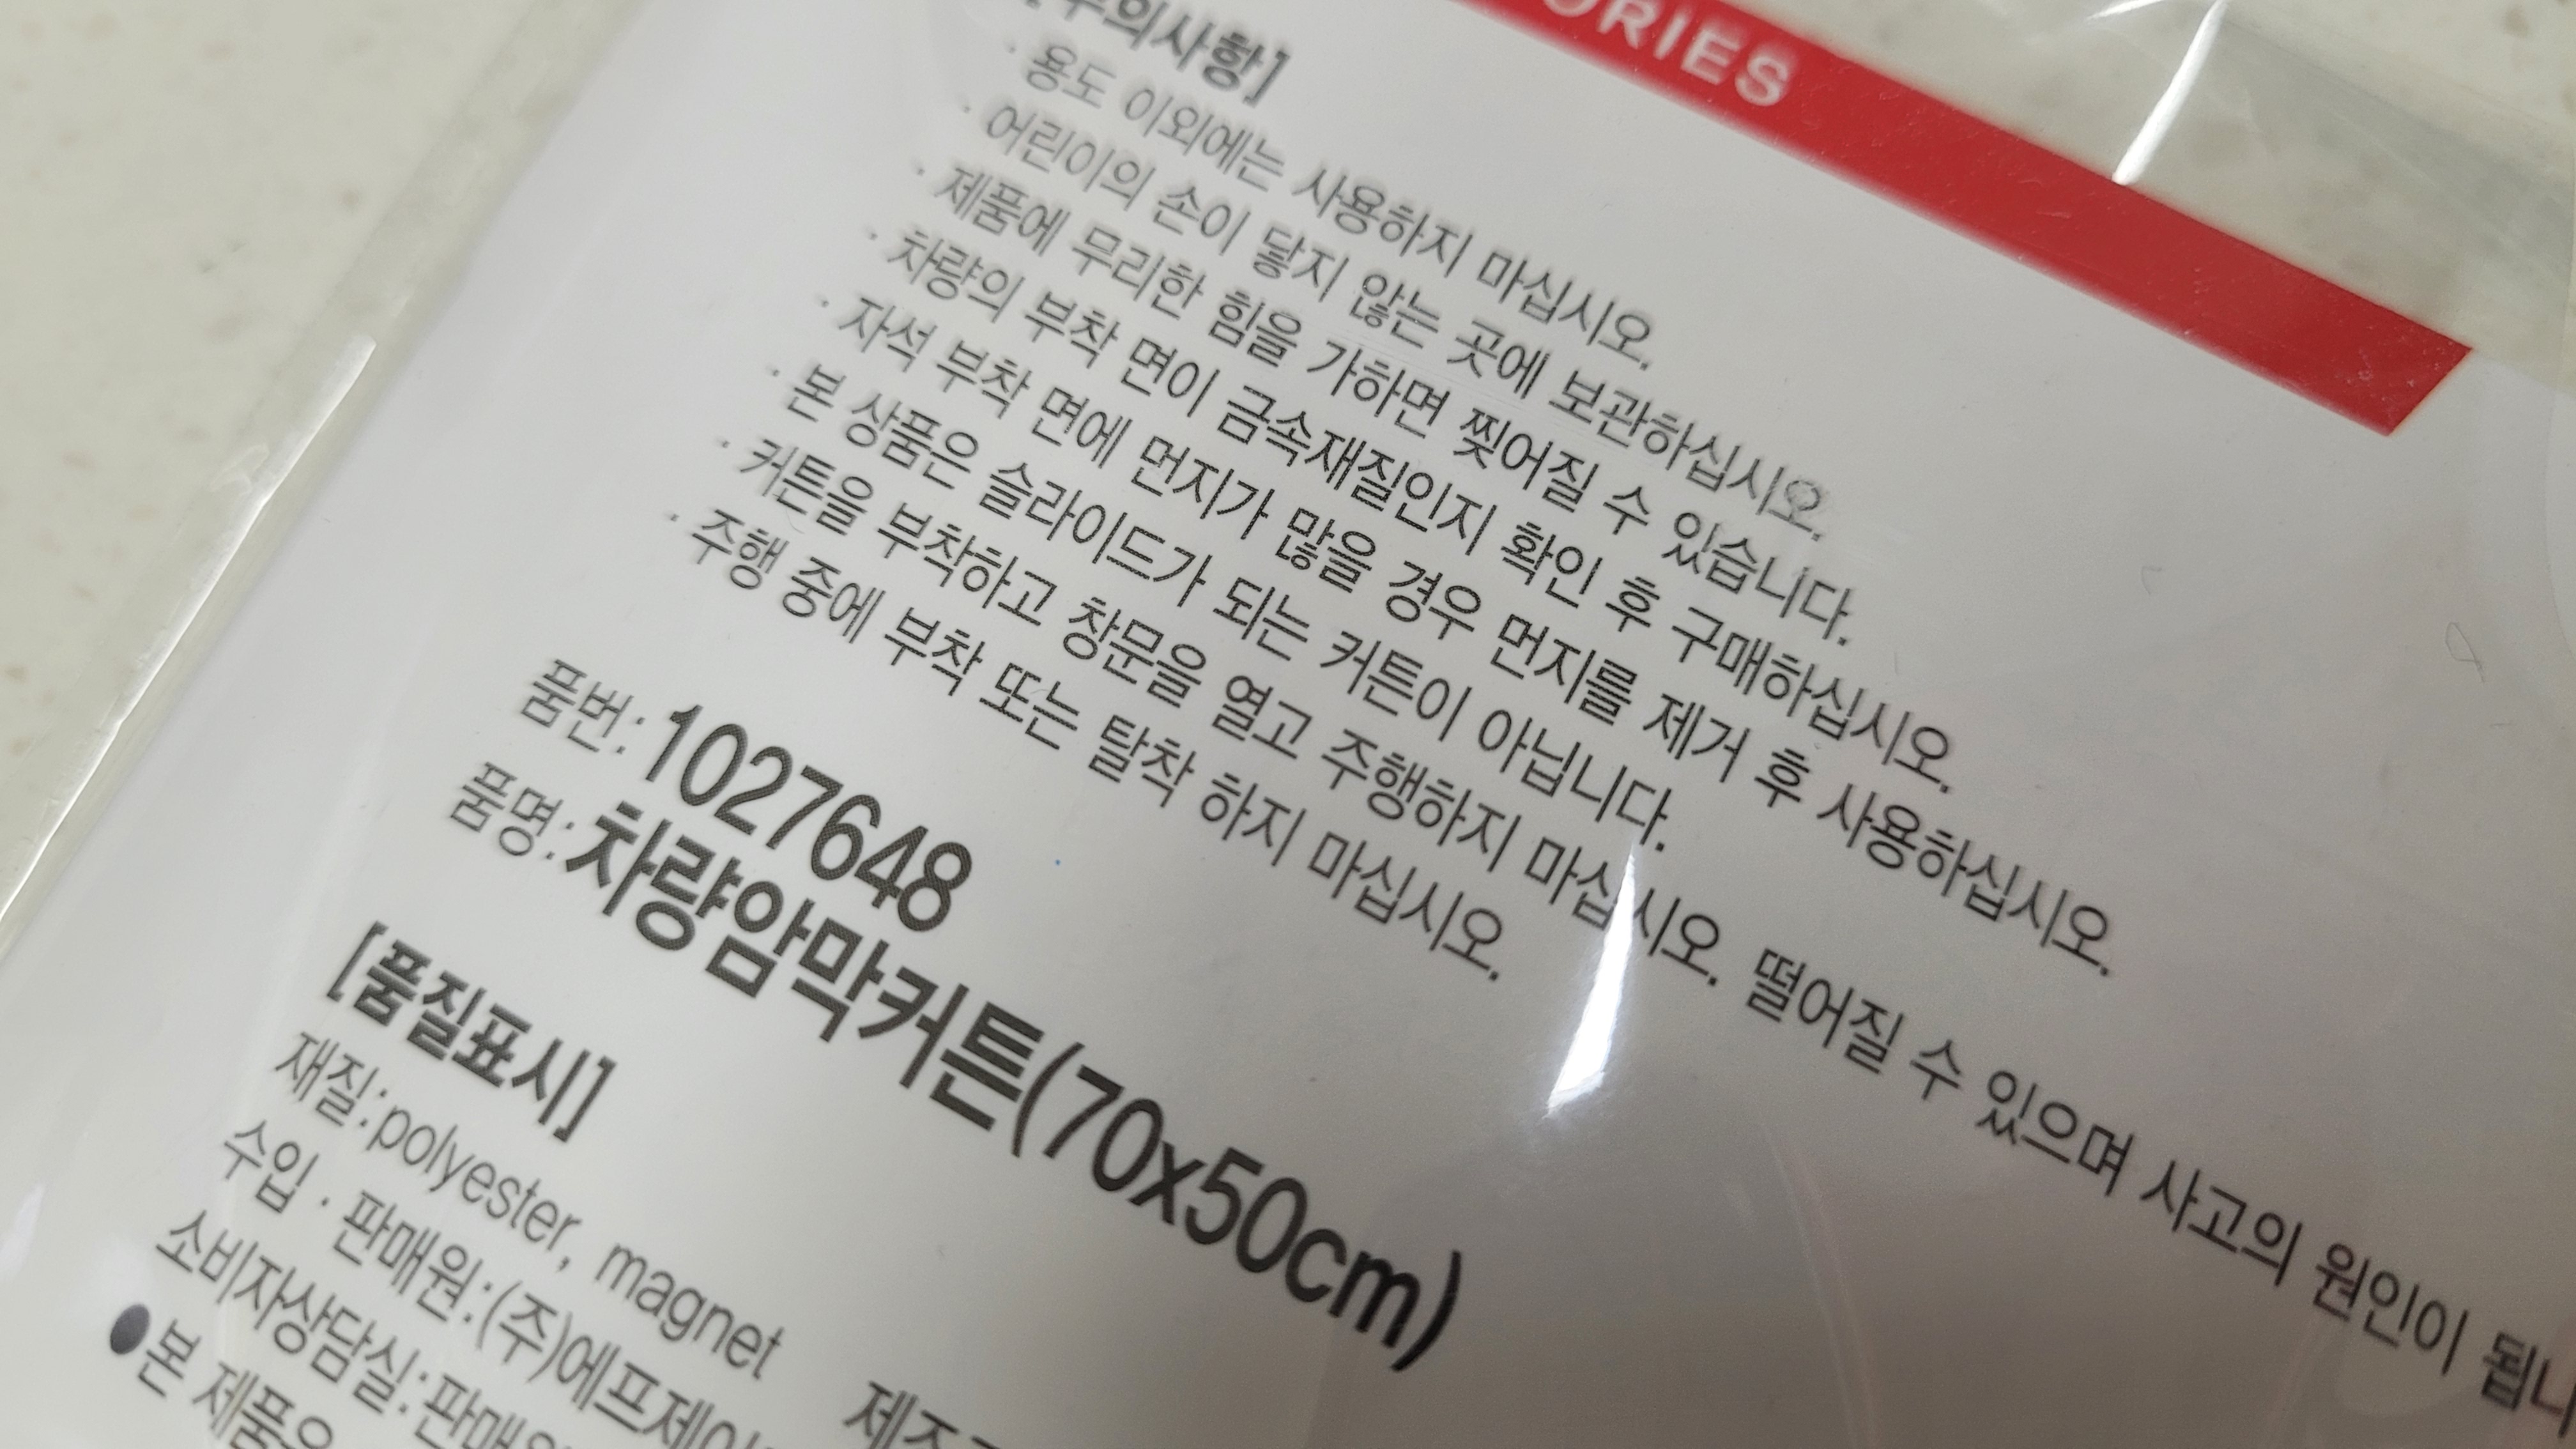 ORIES
[주의사항]
· 용도 이외에는 사용하지 마십시오.
· 어린이의 손이 닿지 않는 곳에 보관하십시오.
· 제품에 무리한 힘을 가하면 찢어질 수 있습니다.
· 차량의 부착 면이 금속재질인지 확인 후 구매하십시오.
· 자석 부착 면에 먼지가 많을 경우 먼지를 제거 후 사용하십시오.
· 본 상품은 슬라이드가 되는 커튼이 아닙니다.
· 커튼을 부착하고 창문을 열고 주행하지 마십시오. 떨어질 수 있으며 사고의 원인이 됩니
· 주행 중에 부착 또는 탈착 하지 마십시오.
품번: 1027648
품명: 차량암막커튼(70x50cm)
[품질표시]
재질:polyester, magnet 제조
수입 · 판매원:(주)에프제이
소비자상담실:판매원
●본 제품은